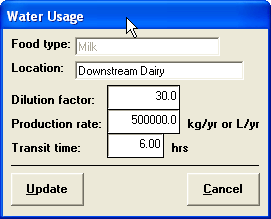 Water Usage
Food type: Milk
Location: Downstream Dairy
Dilution factor: 30.0
Production rate: 500000.0 kg/yr or L/yr
Transit time: 6.00 hrs
Update Cancel